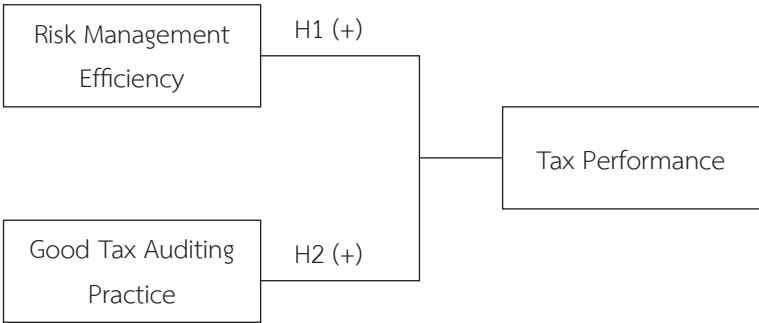 Risk Management
Efficiency
H1 (+)
Tax Performance
Good Tax Auditing
Practice
H2 (+)